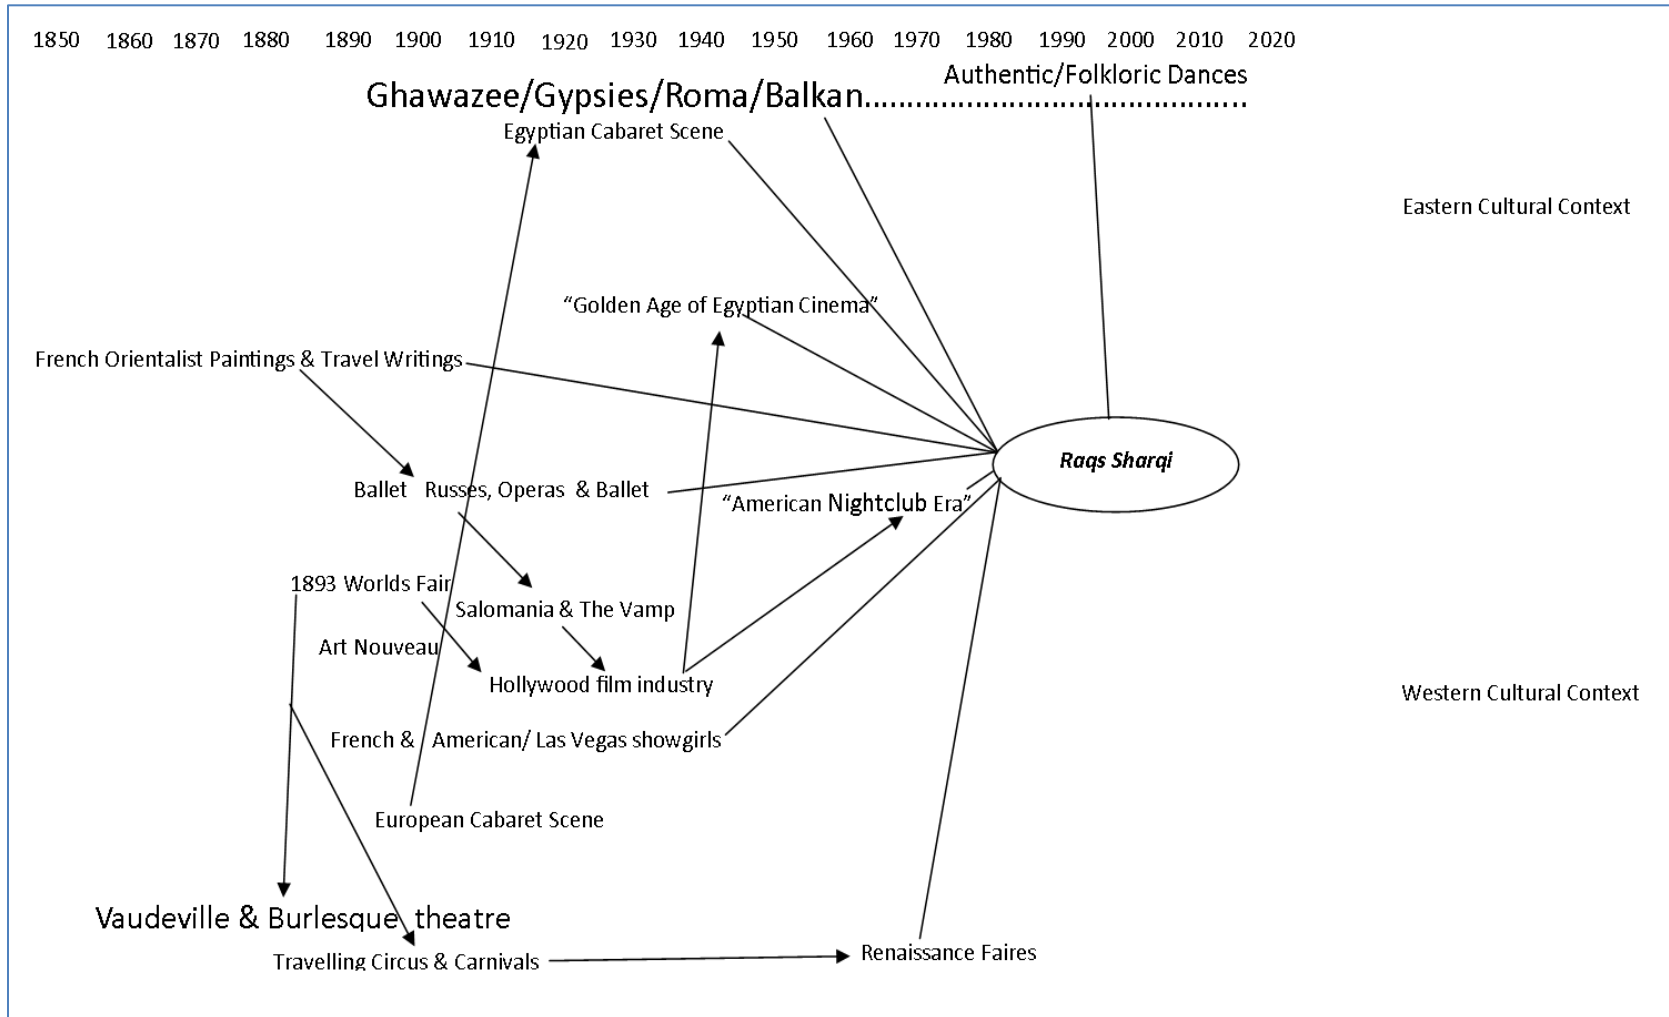 1850 1860 1870 1880 1890 1900 1910 1920 1930 1940 1950 1960 1970 1980 1990 2000 2010 2020
Authentic/Folkloric Dances
Ghawazee/Gypsies/Roma/Balkan............................................
Egyptian Cabaret Scene
Eastern Cultural Context
“Golden Age of Egyptian Cinema”
French Orientalist Paintings & Travel Writings
Raqs Sharqi
Ballet Russes, Operas & Ballet
“American Nightclub Era”
1893 Worlds Fair
Salomania & The Vamp
Art Nouveau
Hollywood film industry
Western Cultural Context
French & American/ Las Vegas showgirls
European Cabaret Scene
Vaudeville & Burlesque theatre
Renaissance Faires
Travelling Circus & Carnivals